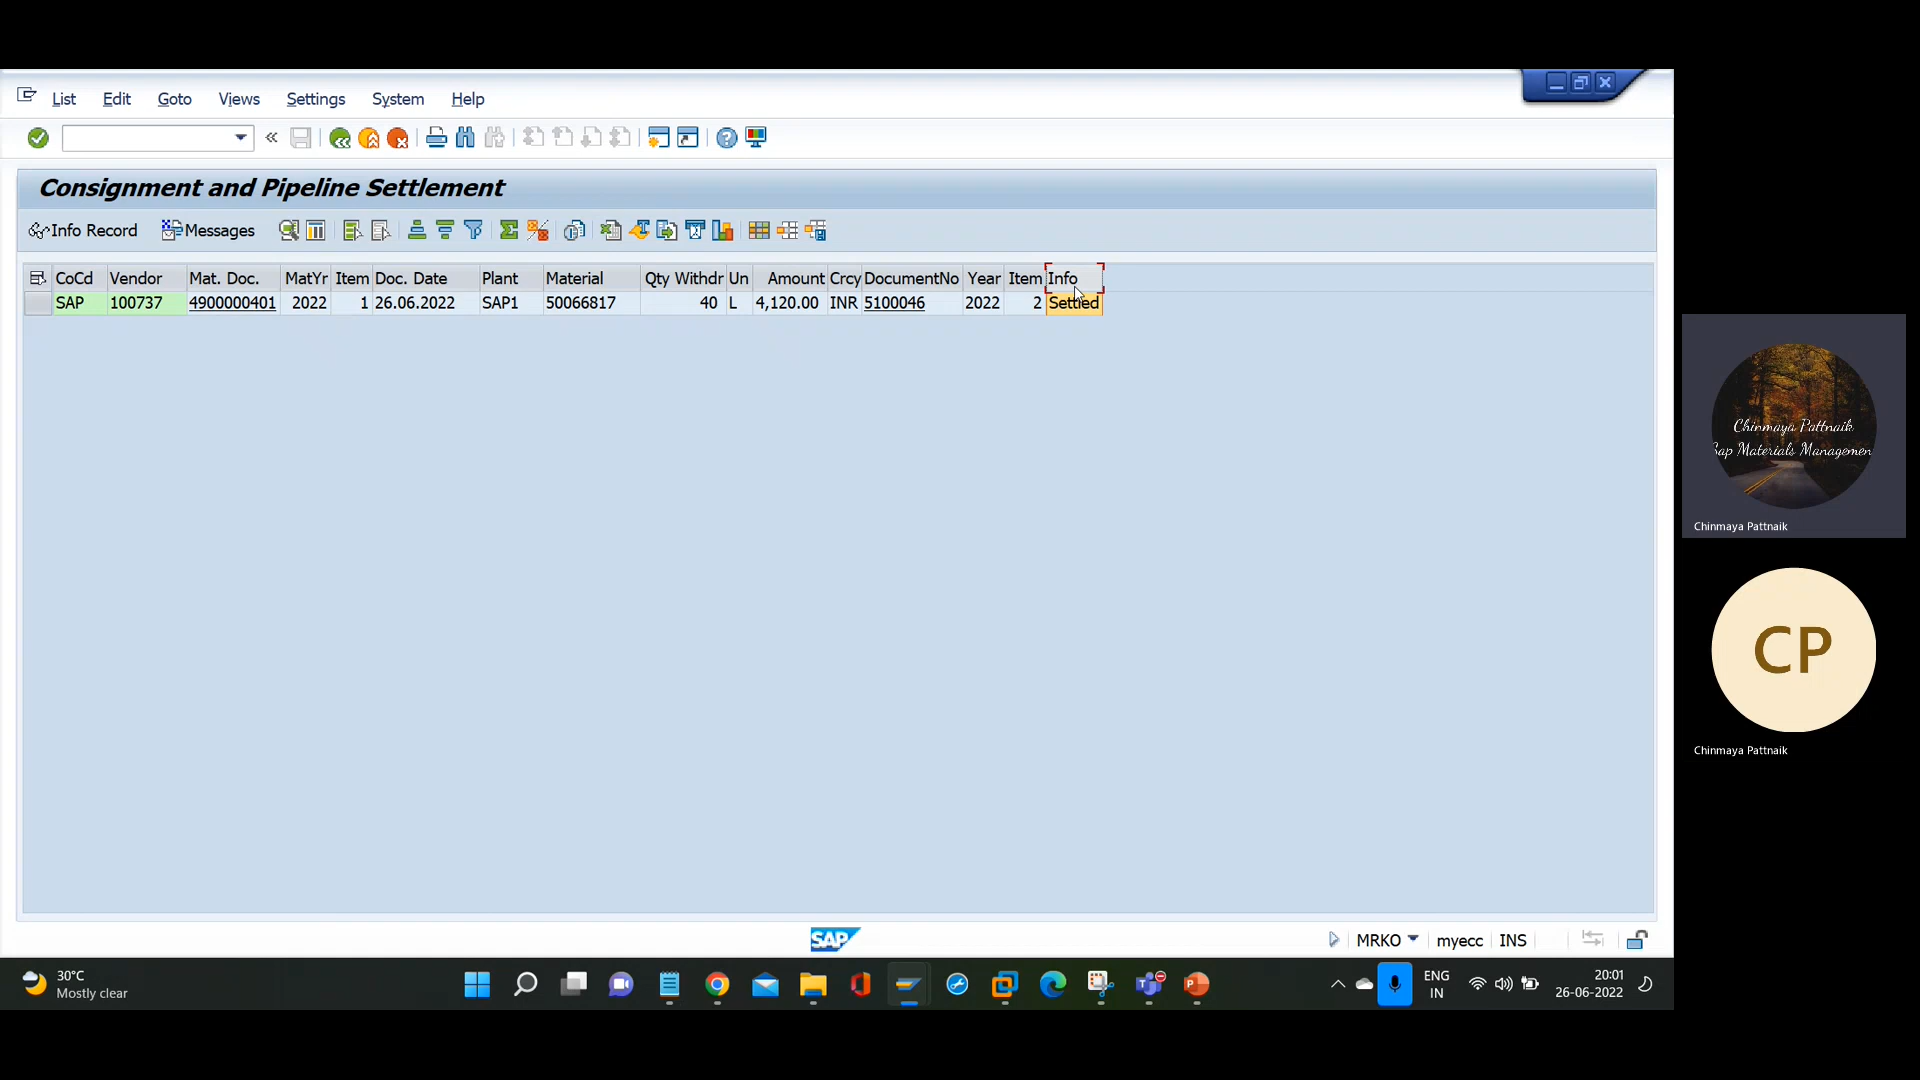 List Edit Goto Views Settings System Help
Consignment and Pipeline Settlement
Info Record Messages
CoCd Vendor Mat. Doc. MatYr Item Doc. Date Plant Material Qty Withdr Un Amount Crcy DocumentNo Year Item Info
SAP 100737 4900000401 2022 1 26.06.2022 SAP1 50066817 40 L 4,120.00 INR 5100046 2022 2 Settled
Chinmaya Pattnaik
Sap Materials Managemen
Chinmaya Pattnaik
CP
Chinmaya Pattnaik
SAP MRKO myecc INS
30°C
Mostly clear
ENG
IN
20:01
26-06-2022